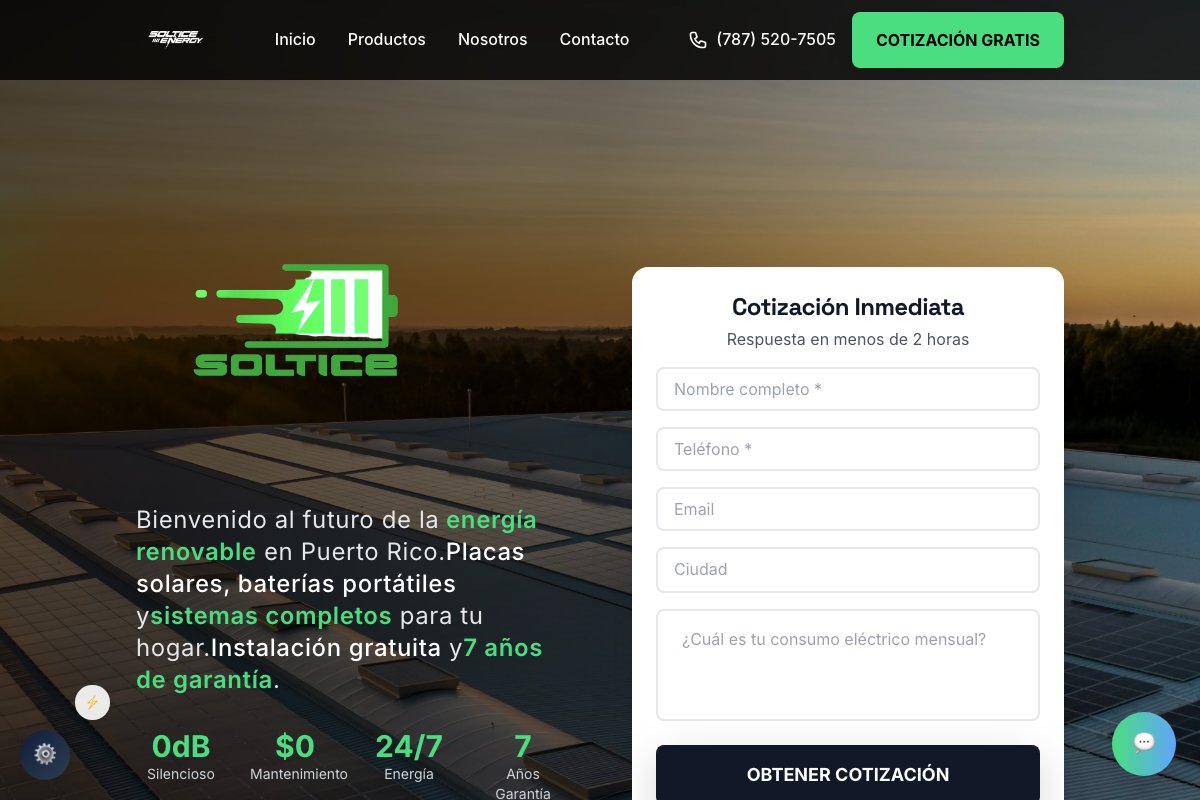 SOLTICE
ENERGY
Inicio
Productos
Nosotros
Contacto
(787) 520-7505
COTIZACIÓN GRATIS
SOLTICE
Bienvenido al futuro de la energía
renovable en Puerto Rico.Placas
solares, baterías portátiles
ysistemas completos para tu
hogar.Instalación gratuita y7 años
de garantía.
0dB
Silencioso
$0
Mantenimiento
24/7
Energía
7
Años
Garantía
Cotización Inmediata
Respuesta en menos de 2 horas
Nombre completo *
Teléfono *
Email
Ciudad
¿Cuál es tu consumo eléctrico mensual?
OBTENER COTIZACIÓN